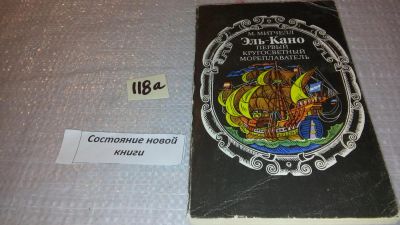 118а
Состояние новой
книги
М. МИТЧЕЛЛ
Эль-Кано
ПЕРВЫЙ
КРУГОСВЕТНЫЙ
МОРЕПЛАВАТЕЛЬ